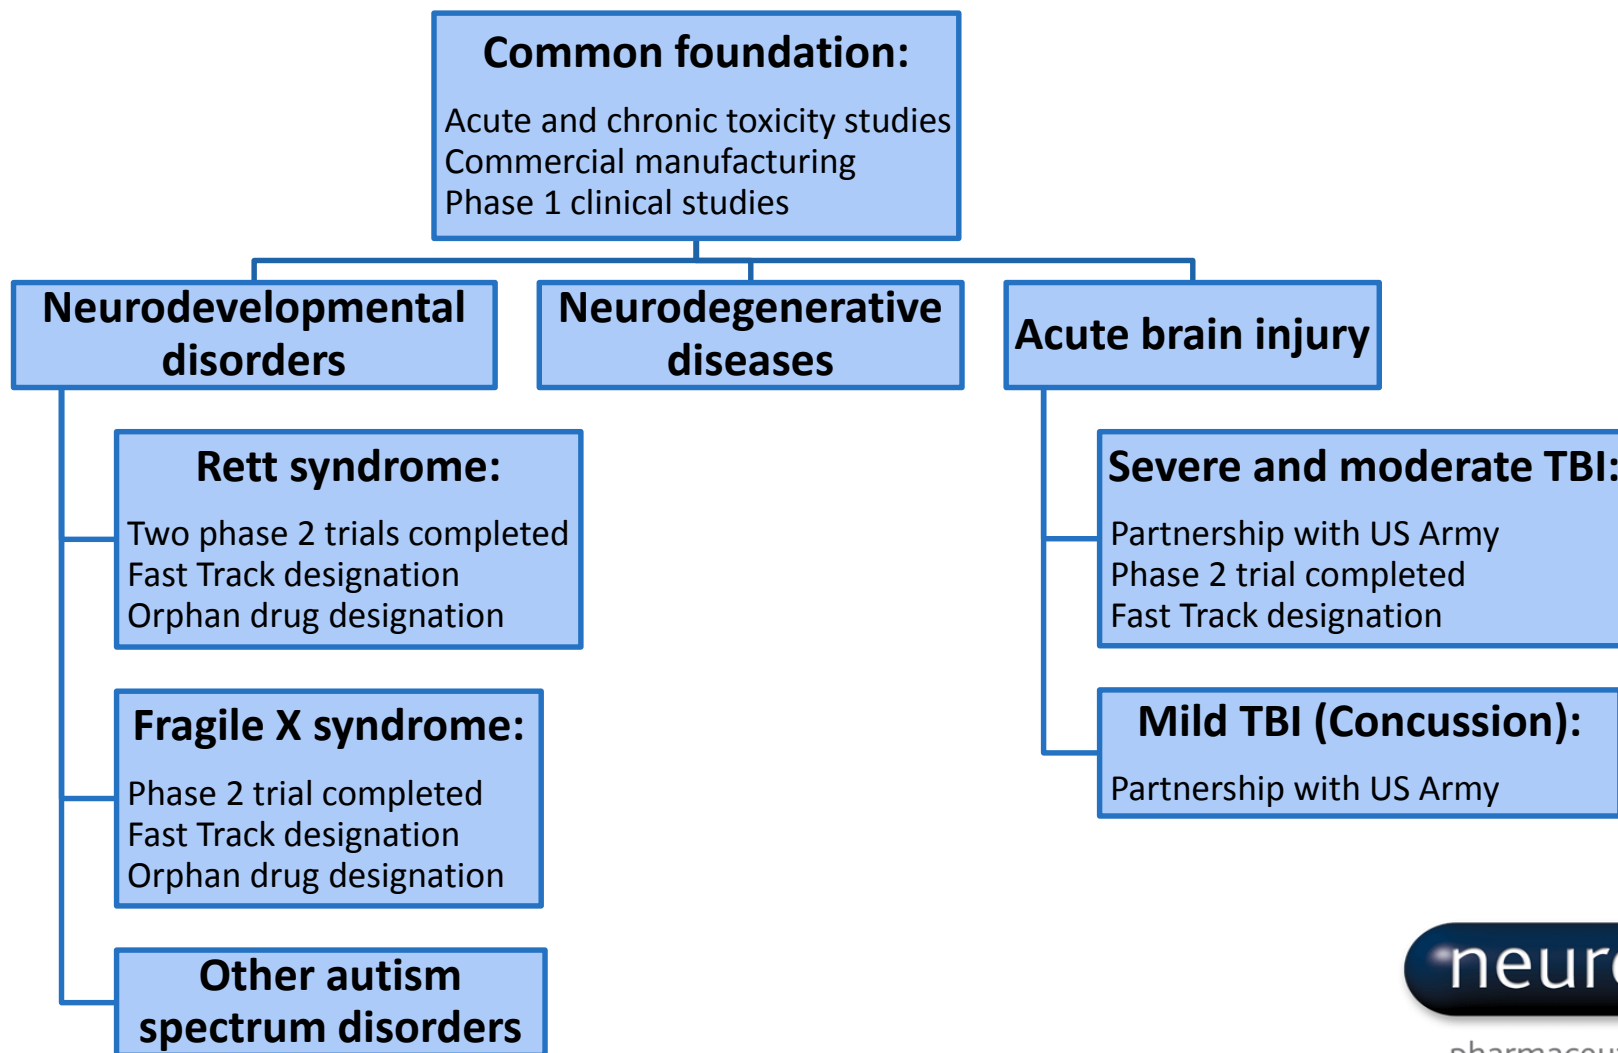 Common foundation:
Acute and chronic toxicity studies
Commercial manufacturing
Phase 1 clinical studies
Neurodevelopmental
disorders
Neurodegenerative
diseases
Acute brain injury
Rett syndrome:
Two phase 2 trials completed
Fast Track designation
Orphan drug designation
Severe and moderate TBI:
Partnership with US Army
Phase 2 trial completed
Fast Track designation
Fragile X syndrome:
Phase 2 trial completed
Fast Track designation
Orphan drug designation
Mild TBI (Concussion):
Partnership with US Army
Other autism
spectrum disorders